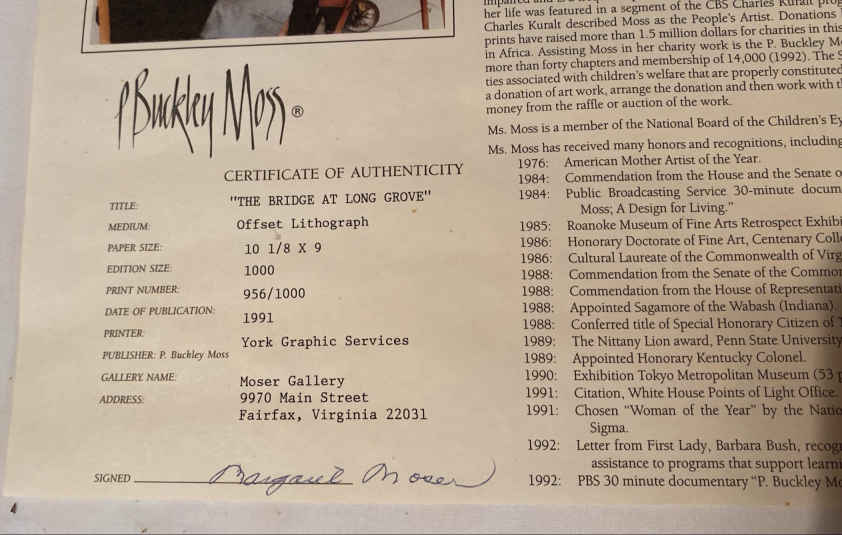 P Buckley Moss ®
CERTIFICATE OF AUTHENTICITY
TITLE: "THE BRIDGE AT LONG GROVE"
MEDIUM: Offset Lithograph
PAPER SIZE: 10 1/8 X 9
EDITION SIZE: 1000
PRINT NUMBER: 956/1000
DATE OF PUBLICATION: 1991
PRINTER: York Graphic Services
PUBLISHER: P. Buckley Moss
GALLERY NAME: Moser Gallery
ADDRESS: 9970 Main Street
Fairfax, Virginia 22031
SIGNED Margaret Moser
her life was featured in a segment of the CBS Charles Kuralt
Charles Kuralt described Moss as the People's Artist. Donations
prints have raised more than 1.5 million dollars for charities in this
in Africa. Assisting Moss in her charity work is the P. Buckley
more than forty chapters and membership of 14,000 (1992). The
ties associated with children's welfare that are properly constituted
a donation of art work, arrange the donation and then work with
money from the raffle or auction of the work.
Ms. Moss is a member of the National Board of the Children's
Ms. Moss has received many honors and recognitions, including
1976: American Mother Artist of the Year.
1984: Commendation from the House and the Senate
1984: Public Broadcasting Service 30-minute
Moss; A Design for Living."
1985: Roanoke Museum of Fine Arts Retrospect
1986: Honorary Doctorate of Fine Art, Centenary
1986: Cultural Laureate of the Commonwealth of
1988: Commendation from the Senate of the
1988: Commendation from the House of
1988: Appointed Sagamore of the Wabash (Indiana).
1988: Conferred title of Special Honorary Citizen of
1989: The Nittany Lion award, Penn State University
1989: Appointed Honorary Kentucky Colonel.
1990: Exhibition Tokyo Metropolitan Museum (53
1991: Citation, White House Points of Light Office.
1991: Chosen "Woman of the Year" by the
Sigma.
1992: Letter from First Lady, Barbara Bush,
assistance to programs that support
1992: PBS 30 minute documentary "P. Buckley